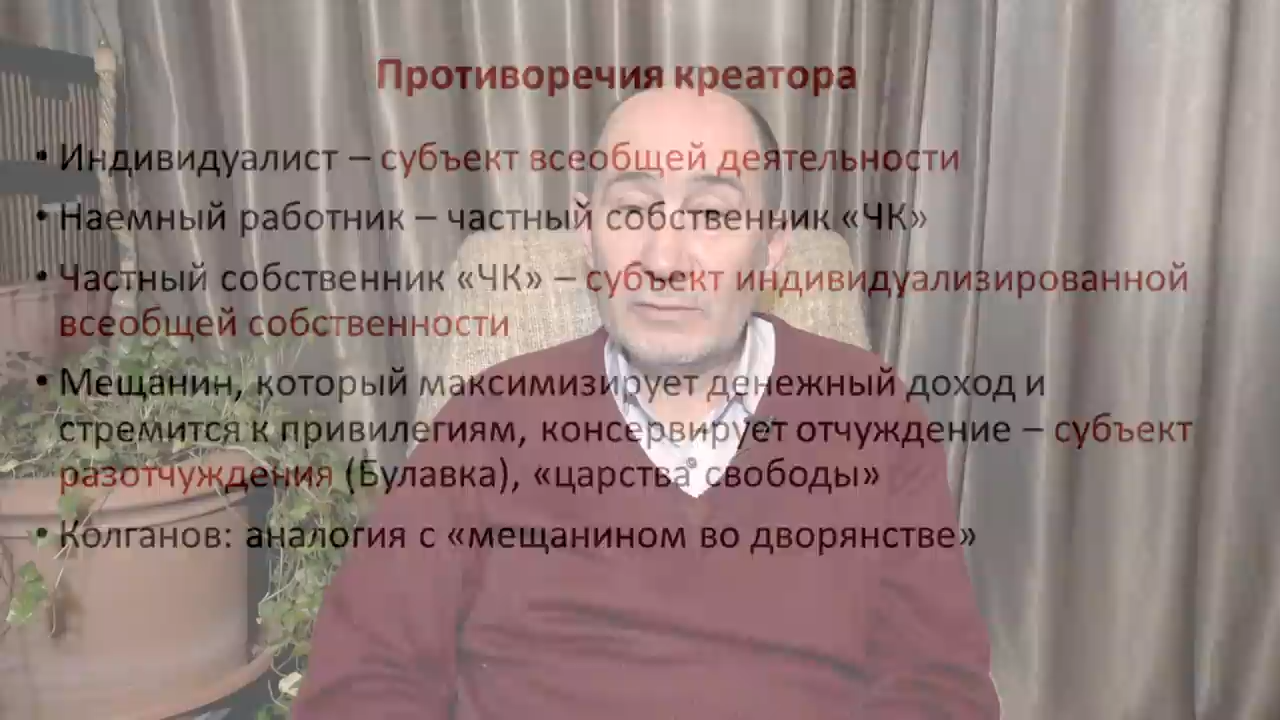 Противоречия креатора
• Индивидуалист – субъект всеобщей деятельности
• Наемный работник – частный собственник «ЧК»
• Частный собственник «ЧК» – субъект индивидуализированной
всеобщей собственности
• Мещанин, который максимизирует денежный доход и
стремится к привилегиям, консервирует отчуждение – субъект
разотчуждения (Булавка), «царства свободы»
• Колганов: аналогия с «мещанином во дворянстве»